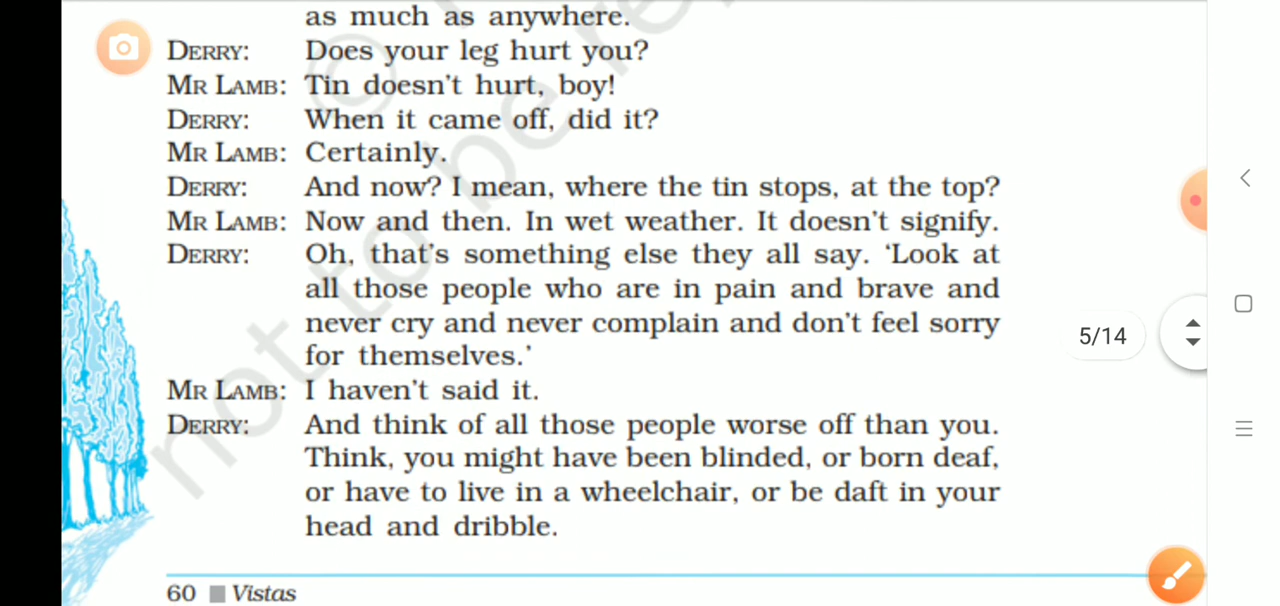 as much as anywhere.
DERRY: Does your leg hurt you?
MR LAMB: Tin doesn't hurt, boy!
DERRY: When it came off, did it?
MR LAMB: Certainly.
DERRY: And now? I mean, where the tin stops, at the top?
MR LAMB: Now and then. In wet weather. It doesn't signify.
DERRY: Oh, that's something else they all say. ‘Look at
all those people who are in pain and brave and
never cry and never complain and don't feel sorry
for themselves.’
MR LAMB: I haven't said it.
DERRY: And think of all those people worse off than you.
Think, you might have been blinded, or born deaf,
or have to live in a wheelchair, or be daft in your
head and dribble.
5/14
60 ■ Vistas
© not to be re